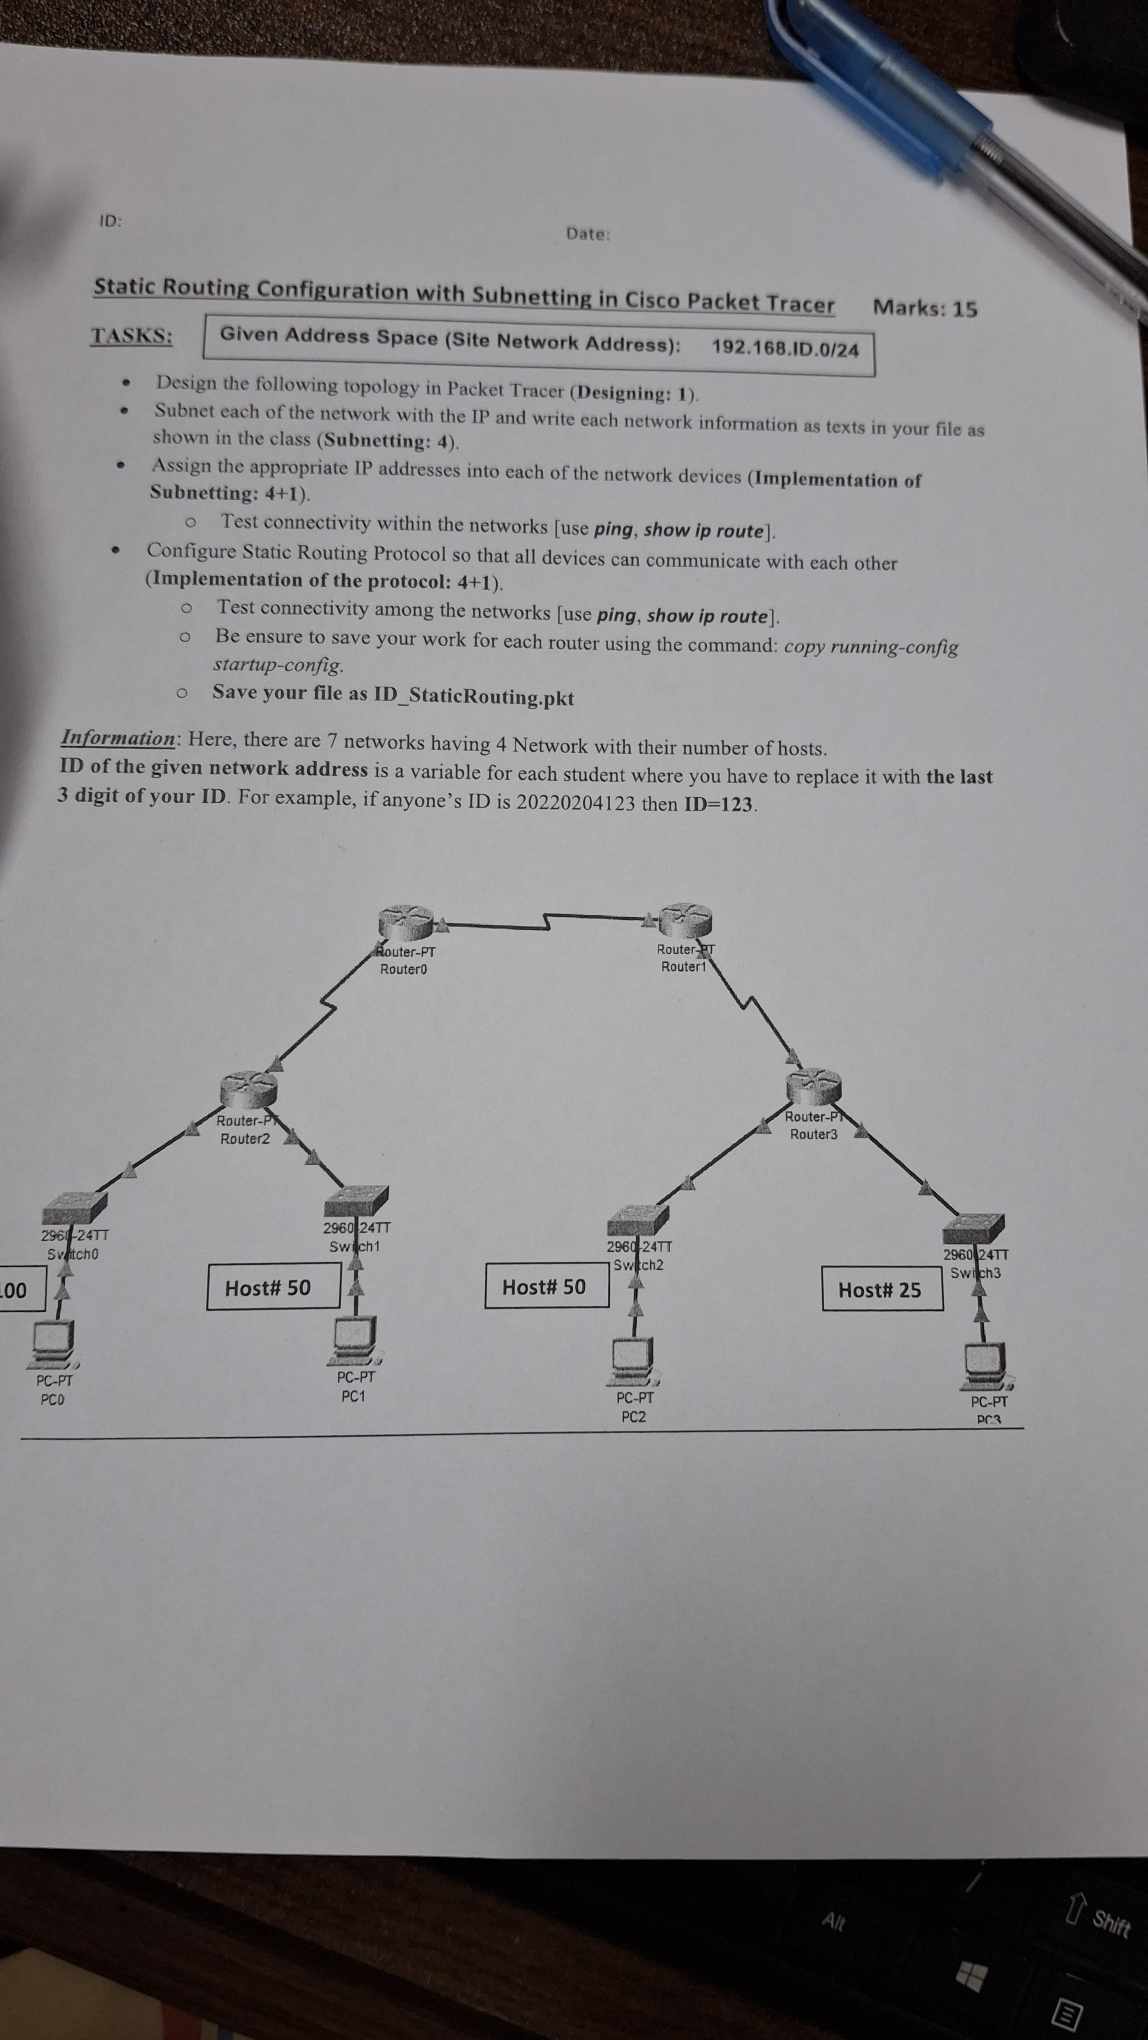 ID:
Date:
Static Routing Configuration with Subnetting in Cisco Packet Tracer Marks: 15
TASKS: Given Address Space (Site Network Address): 192.168.ID.0/24
• Design the following topology in Packet Tracer (Designing: 1).
• Subnet each of the network with the IP and write each network information as texts in your file as
shown in the class (Subnetting: 4).
• Assign the appropriate IP addresses into each of the network devices (Implementation of
Subnetting: 4+1).
o Test connectivity within the networks [use ping, show ip route].
• Configure Static Routing Protocol so that all devices can communicate with each other
(Implementation of the protocol: 4+1).
o Test connectivity among the networks [use ping, show ip route].
o Be ensure to save your work for each router using the command: copy running-config
startup-config.
o Save your file as ID_StaticRouting.pkt
Information: Here, there are 7 networks having 4 Network with their number of hosts.
ID of the given network address is a variable for each student where you have to replace it with the last
3 digit of your ID. For example, if anyone's ID is 20220204123 then ID=123.
Router-PT
Router0
Router-PT
Router1
Router-PT
Router2
Router-PT
Router3
2960-24TT
Switch0
2960-24TT
Switch1
2960-24TT
Switch2
2960-24TT
Switch3
00
Host# 50
Host# 50
Host# 25
PC-PT
PC0
PC-PT
PC1
PC-PT
PC2
PC-PT
PC3
Alt
Shift